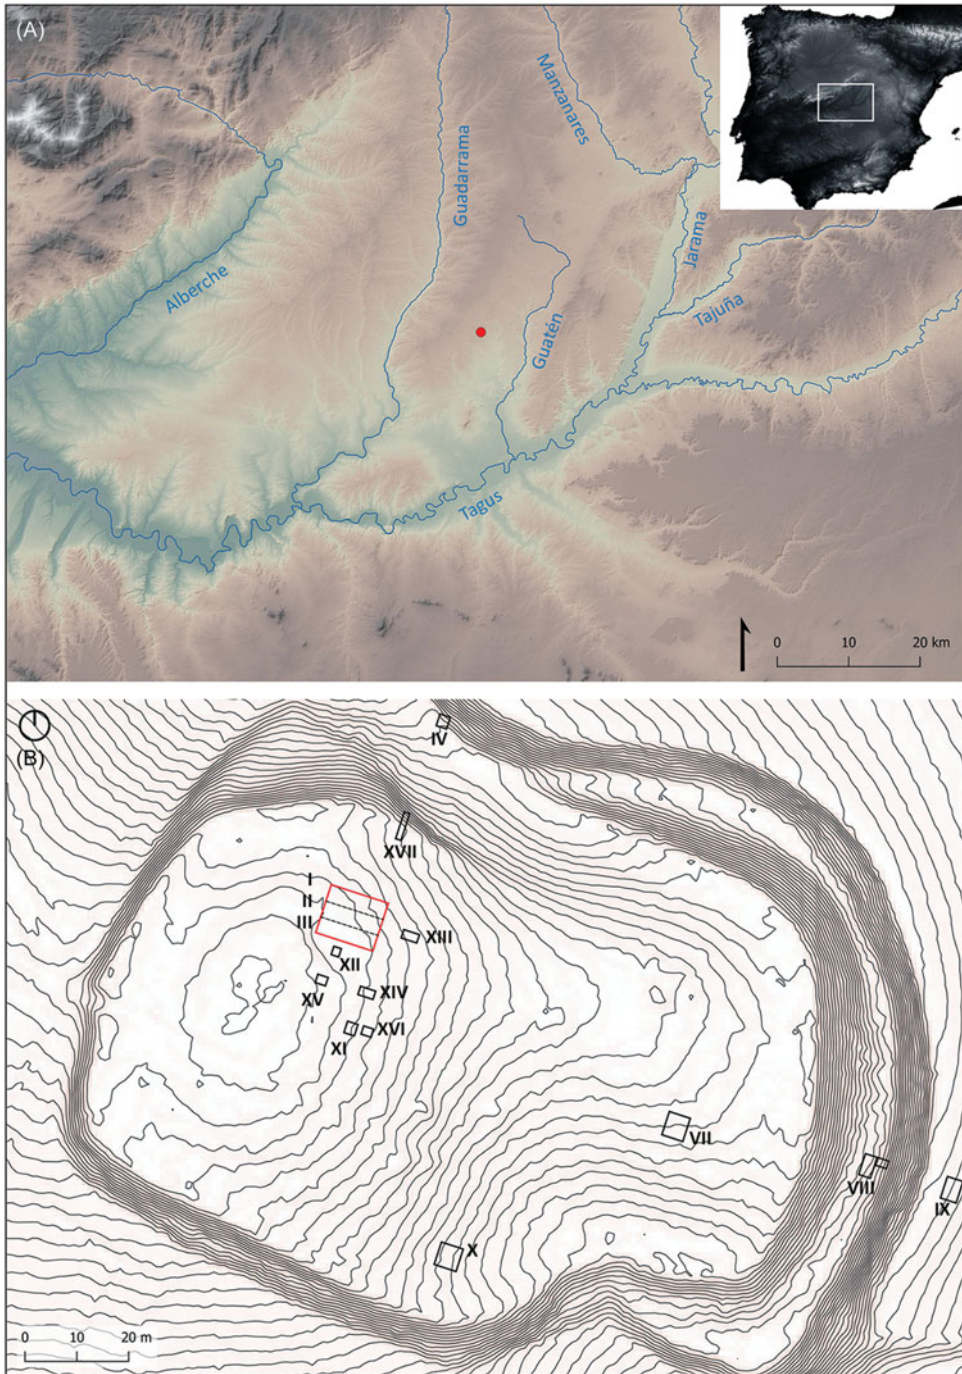 (A)
Manzanares
Guadarrama
Jarama
Alberche
Tajuña
Guatén
Tagus
0 10 20 km
(B)
IV
XVII
I
II
III
XIII
XII
XV
XIV
XI
XVI
VII
VIII
IX
X
0 10 20 m